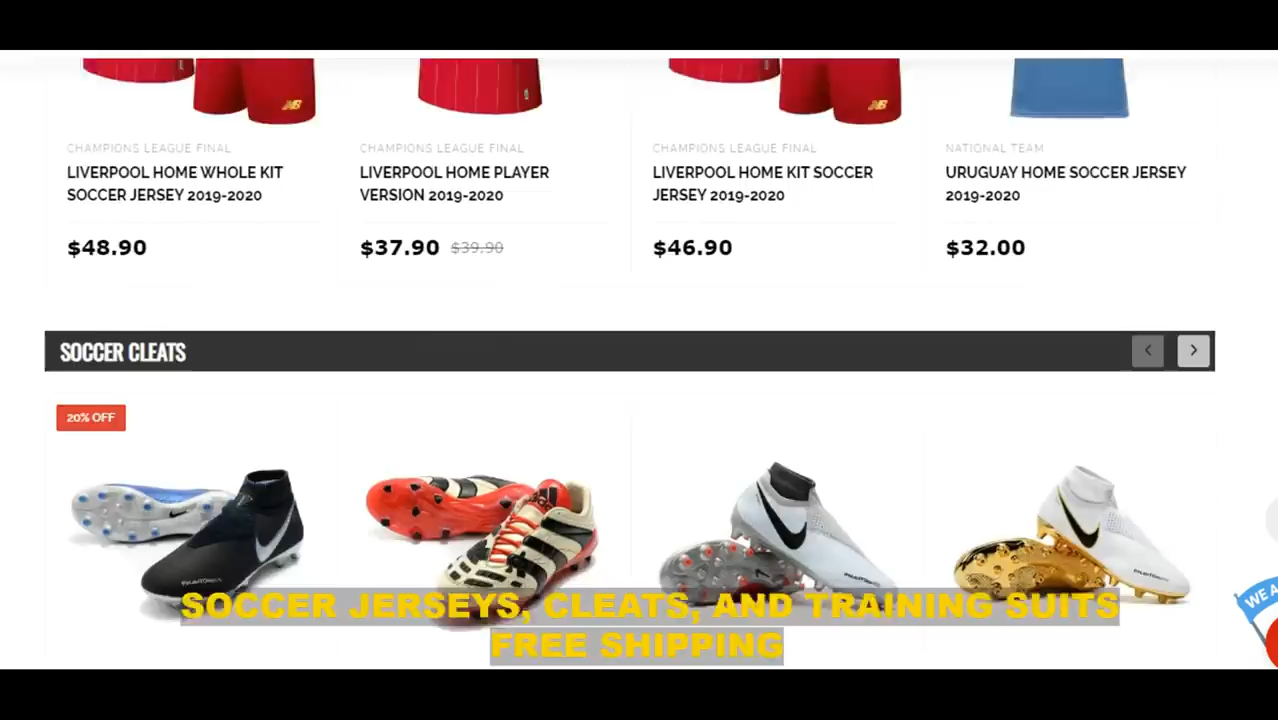 CHAMPIONS LEAGUE FINAL
LIVERPOOL HOME WHOLE KIT
SOCCER JERSEY 2019-2020
$48.90
CHAMPIONS LEAGUE FINAL
LIVERPOOL HOME PLAYER
VERSION 2019-2020
$37.90 $39.90
CHAMPIONS LEAGUE FINAL
LIVERPOOL HOME KIT SOCCER
JERSEY 2019-2020
$46.90
NATIONAL TEAM
URUGUAY HOME SOCCER JERSEY
2019-2020
$32.00
SOCCER CLEATS
20% OFF
SOCCER JERSEYS, CLEATS, AND TRAINING SUITS
FREE SHIPPING
WE A